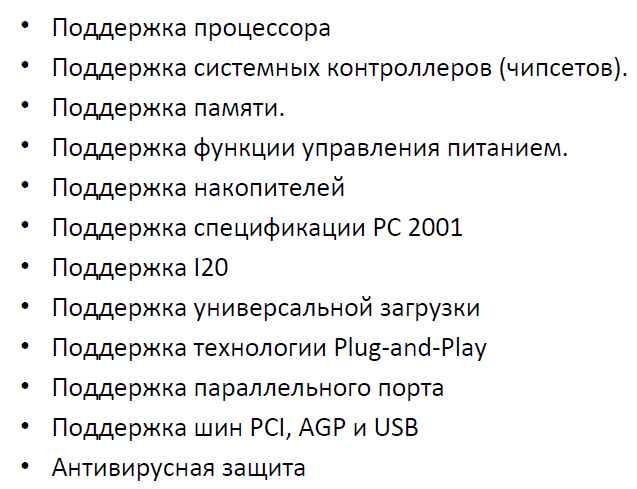 • Поддержка процессора
• Поддержка системных контроллеров (чипсетов).
• Поддержка памяти.
• Поддержка функции управления питанием.
• Поддержка накопителей
• Поддержка спецификации PC 2001
• Поддержка I20
• Поддержка универсальной загрузки
• Поддержка технологии Plug-and-Play
• Поддержка параллельного порта
• Поддержка шин PCI, AGP и USB
• Антивирусная защита